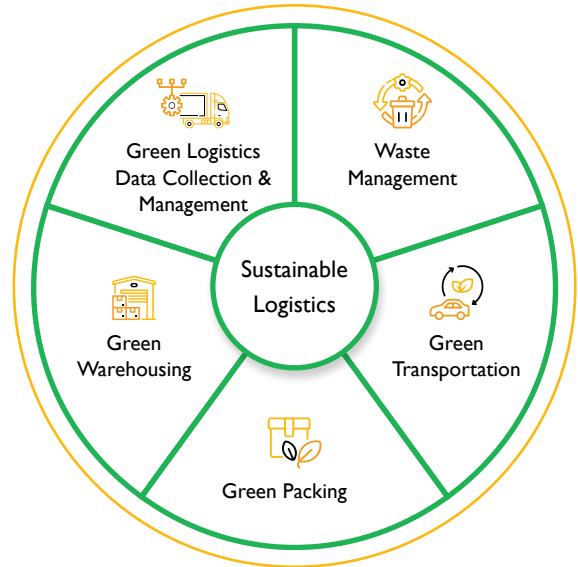 Green Logistics
Data Collection &
Management
Waste
Management
Sustainable
Logistics
Green
Warehousing
Green
Transportation
Green Packing